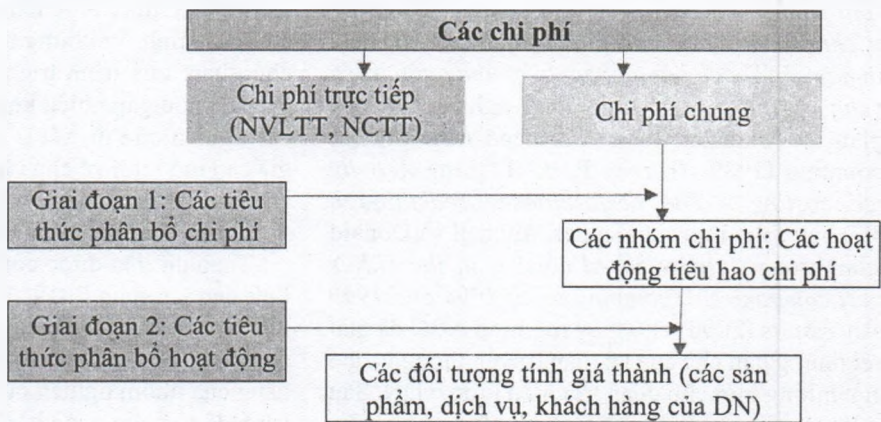 Các chi phí
Chi phí trực tiếp
(NVLTT, NCTT)
Chi phí chung
Giai đoạn 1: Các tiêu
thức phân bổ chi phí
Các nhóm chi phí: Các hoạt
động tiêu hao chi phí
Giai đoạn 2: Các tiêu
thức phân bổ hoạt động
Các đối tượng tính giá thành (các sản
phẩm, dịch vụ, khách hàng của DN)